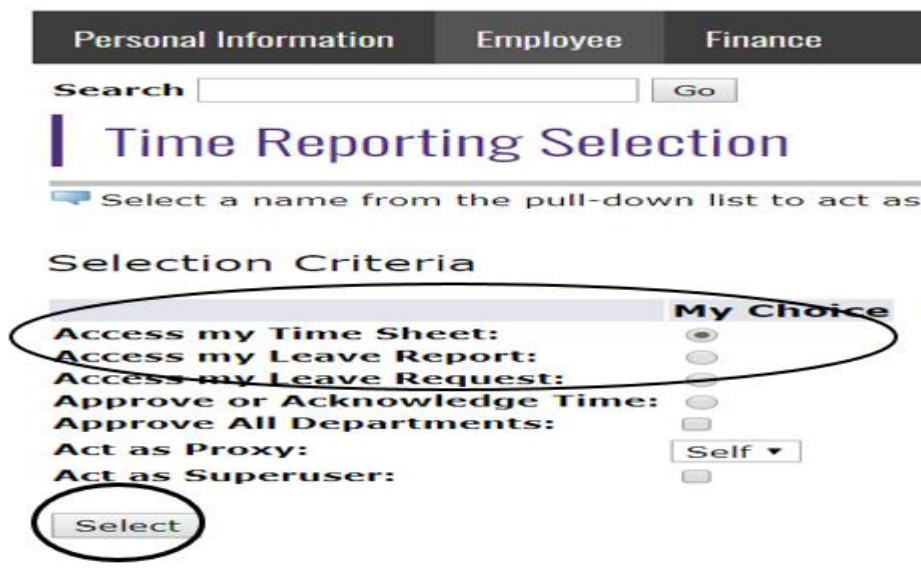 Personal Information Employee Finance
Search Go
Time Reporting Selection
Select a name from the pull-down list to act as
Selection Criteria
My Choice
Access my Time Sheet:
Access my Leave Report:
Access my Leave Request:
Approve or Acknowledge Time:
Approve All Departments:
Act as Proxy: Self
Act as Superuser:
Select